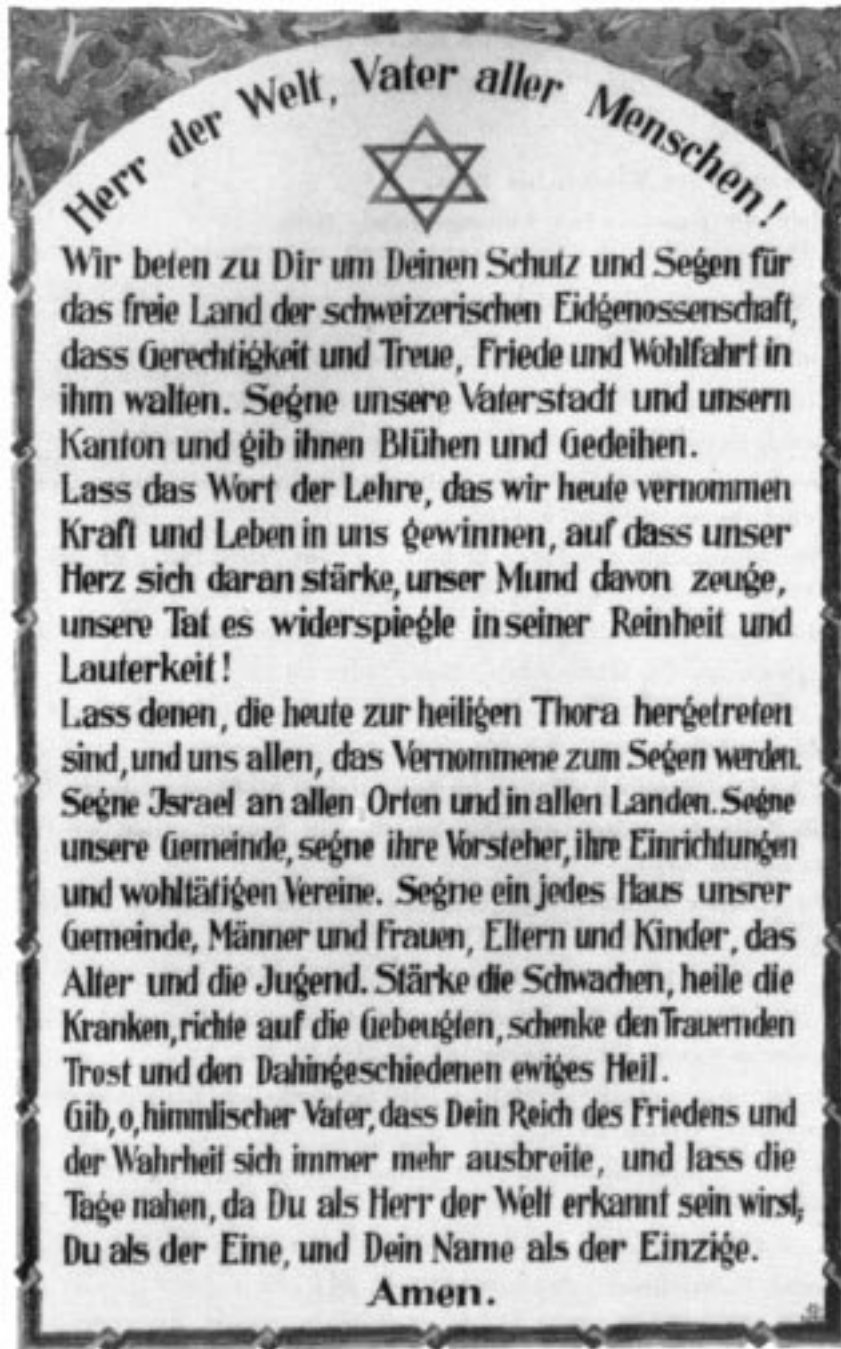 Herr der Welt, Vater aller Menschen!
Wir beten zu Dir um Deinen Schutz und Segen für
das freie Land der schweizerischen Eidgenossenschaft,
dass Gerechtigkeit und Treue, Friede und Wohlfahrt in
ihm walten. Segne unsere Vaterstadt und unsern
Kanton und gib ihnen Blühen und Gedeihen.
Lass das Wort der Lehre, das wir heute vernommen
Kraft und Leben in uns gewinnen, auf dass unser
Herz sich daran stärke, unser Mund davon zeuge,
unsere Tat es widerspiegle in seiner Reinheit und
Lauterkeit!
Lass denen, die heute zur heiligen Thora hergetreten
sind, und uns allen, das Vernommene zum Segen werden.
Segne Israel an allen Orten und in allen Landen. Segne
unsere Gemeinde, segne ihre Vorsteher, ihre Einrichtungen
und wohltätigen Vereine. Segne ein jedes Haus unsrer
Gemeinde, Männer und Frauen, Eltern und Kinder, das
Alter und die Jugend. Stärke die Schwachen, heile die
Kranken, richte auf die Gebeugten, schenke den Trauernden
Trost und den Dahingeschiedenen ewiges Heil.
Gib, o, himmlischer Vater, dass Dein Reich des Friedens und
der Wahrheit sich immer mehr ausbreite, und lass die
Tage nahen, da Du als Herr der Welt erkannt sein wirst,
Du als der Eine, und Dein Name als der Einzige.
Amen.